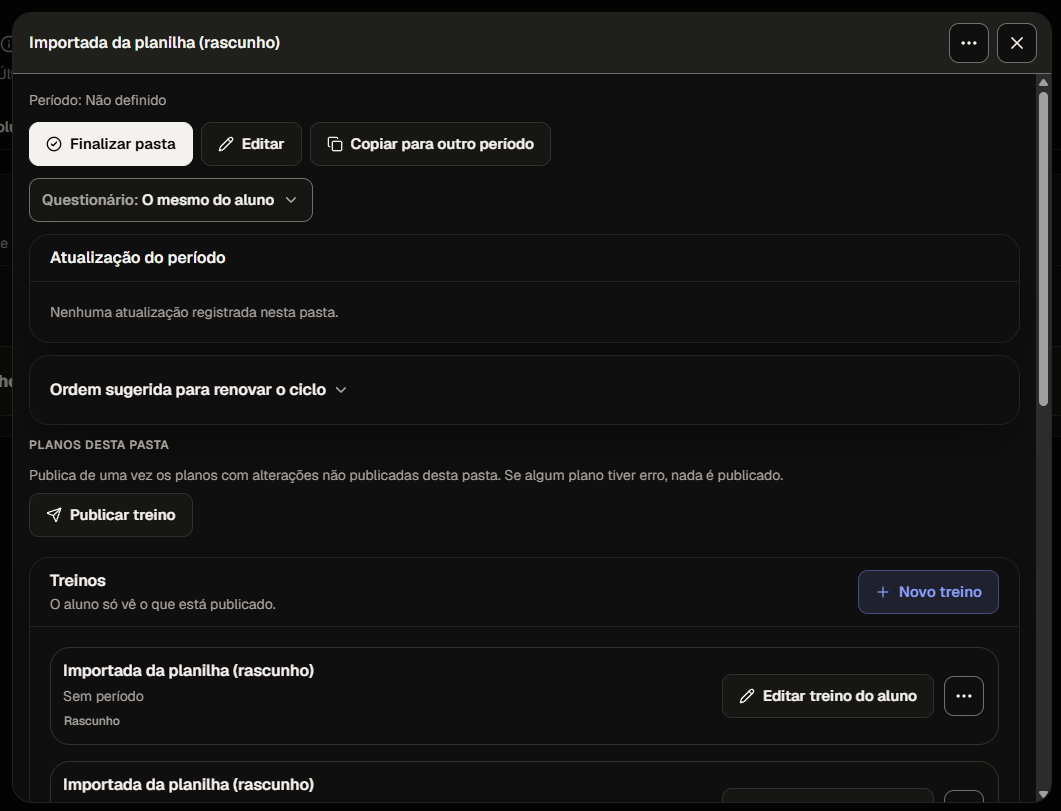 Importada da planilha (rascunho)
Período: Não definido
Finalizar pasta
Editar
Copiar para outro período
Questionário: O mesmo do aluno
Atualização do período
Nenhuma atualização registrada nesta pasta.
Ordem sugerida para renovar o ciclo
PLANOS DESTA PASTA
Publica de uma vez os planos com alterações não publicadas desta pasta. Se algum plano tiver erro, nada é publicado.
Publicar treino
Treinos
O aluno só vê o que está publicado.
Novo treino
Importada da planilha (rascunho)
Sem período
Rascunho
Editar treino do aluno
Importada da planilha (rascunho)